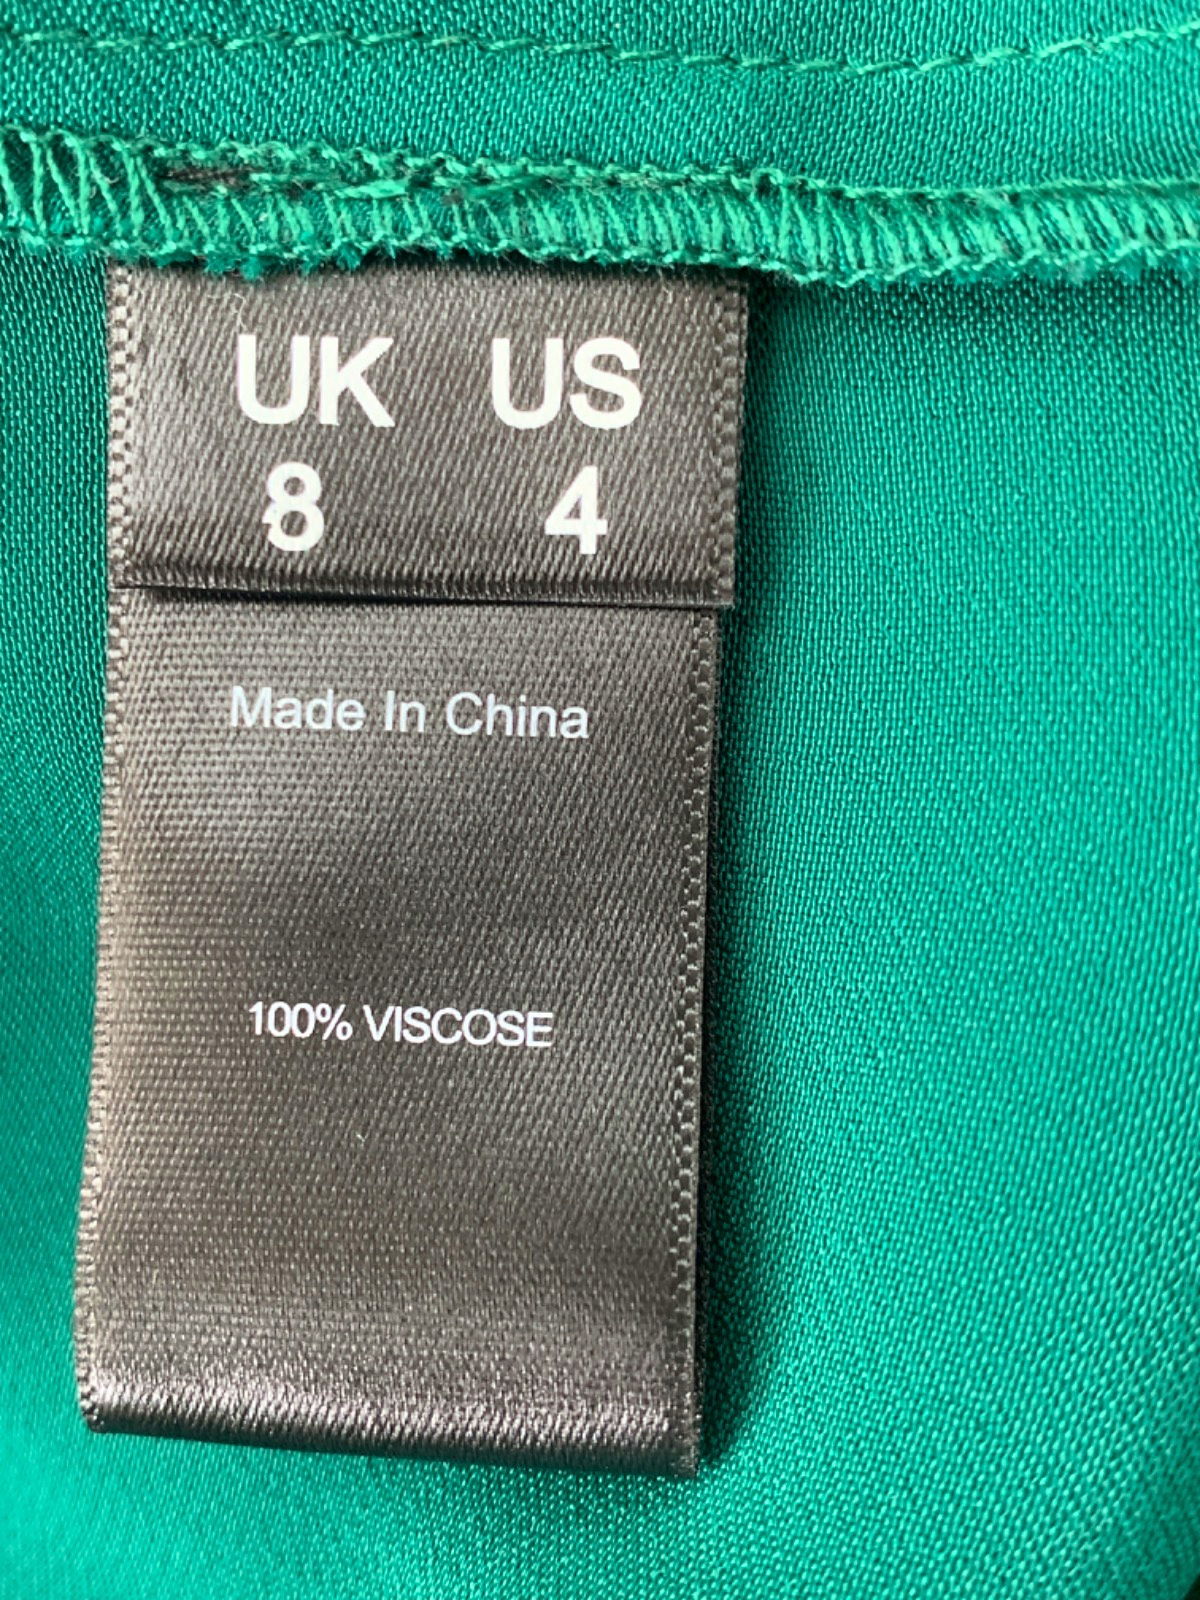 UK US
8 4
Made In China
100% VISCOSE